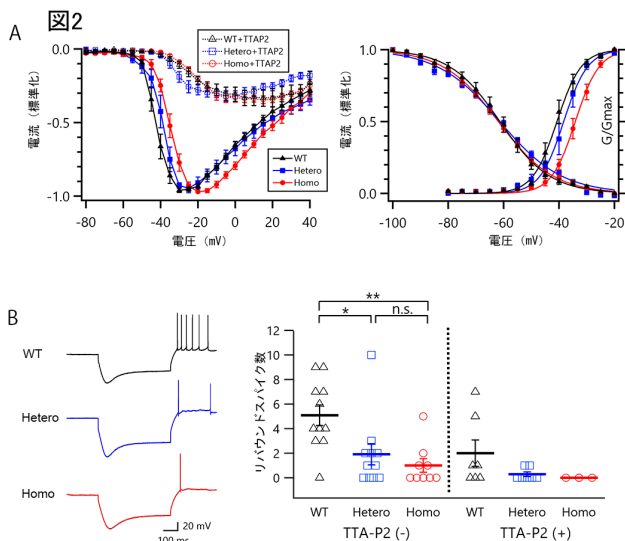 図2
A
WT+TTAP2
Hetero+TTAP2
Homo+TTAP2
WT
Hetero
Homo
電流（標準化）
0.0
-0.5
-1.0
-80 -60 -40 -20 0 20 40
電圧（mV）
電流（標準化）
1.0
0.5
0.0
G/Gmax
-100 -80 -60 -40 -20
電圧（mV）
B
WT
Hetero
Homo
20 mV
100 ms
**
*
n.s.
リバウンドスパイク数
12
10
8
6
4
2
0
WT Hetero Homo WT Hetero Homo
TTA-P2 (-) TTA-P2 (+)